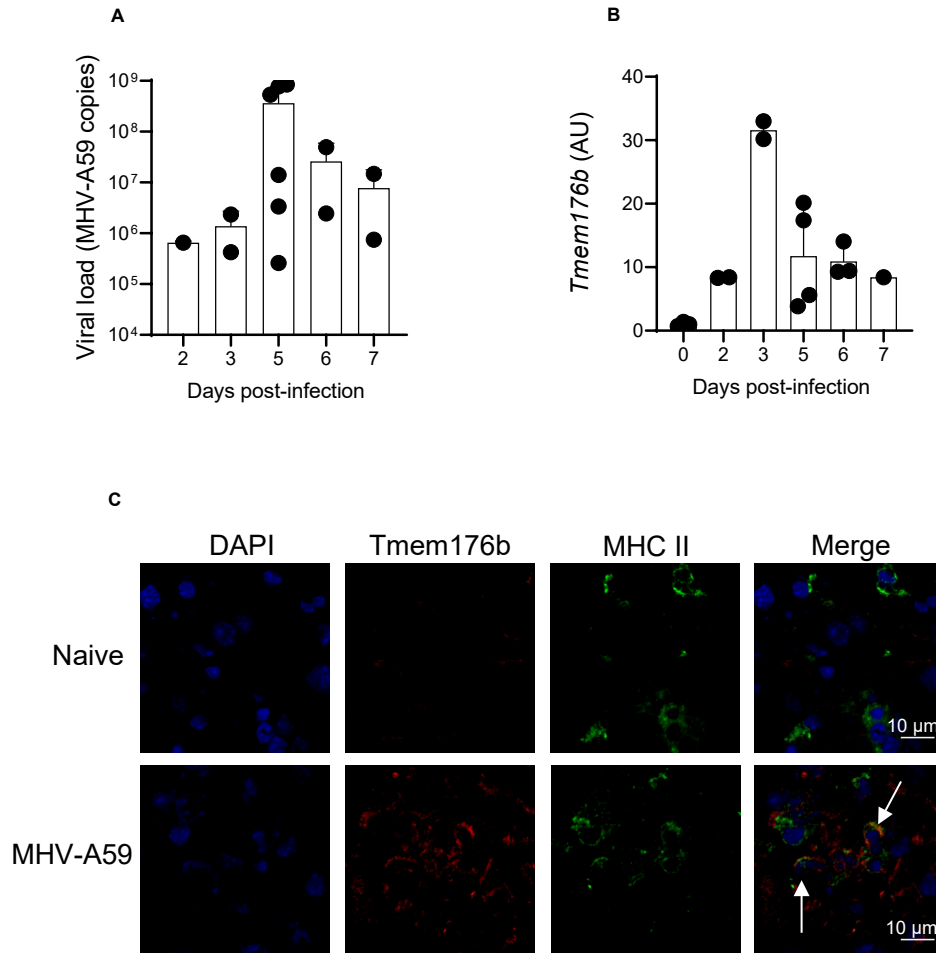 A
Viral load (MHV-A59 copies)
10⁹
10⁸
10⁷
10⁶
10⁵
10⁴
2 3 5 6 7
Days post-infection
B
Tmem176b (AU)
40
30
20
10
0
0 2 3 5 6 7
Days post-infection
C
DAPI Tmem176b MHC II Merge
Naive
10 µm
MHV-A59
10 µm